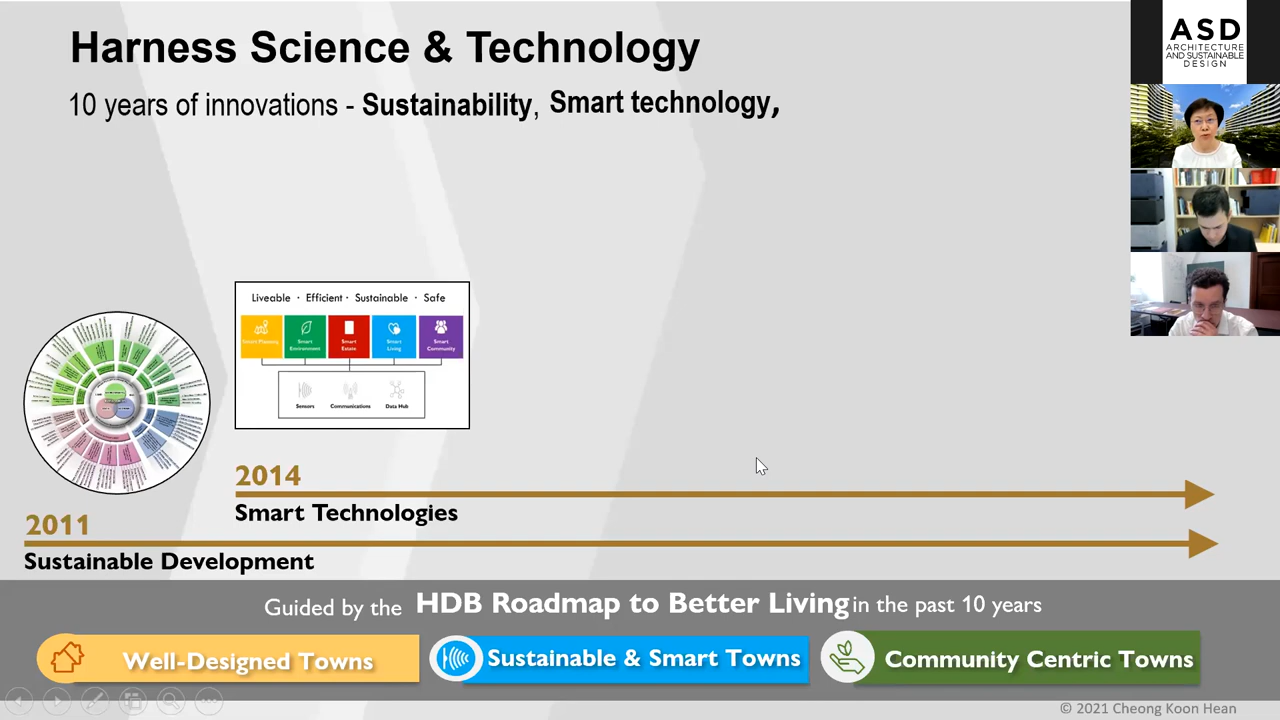 Harness Science & Technology
10 years of innovations - Sustainability, Smart technology,
ASD
ARCHITECTURE
AND SUSTAINABLE
DESIGN
Liveable · Efficient · Sustainable · Safe
Smart Planning
Smart
Environment
Smart
Estate
Smart
Living
Smart
Community
Sensors
Communications
Data Hub
2014
Smart Technologies
2011
Sustainable Development
Guided by the HDB Roadmap to Better Living in the past 10 years
Well-Designed Towns
Sustainable & Smart Towns
Community Centric Towns
© 2021 Cheong Koon Hean